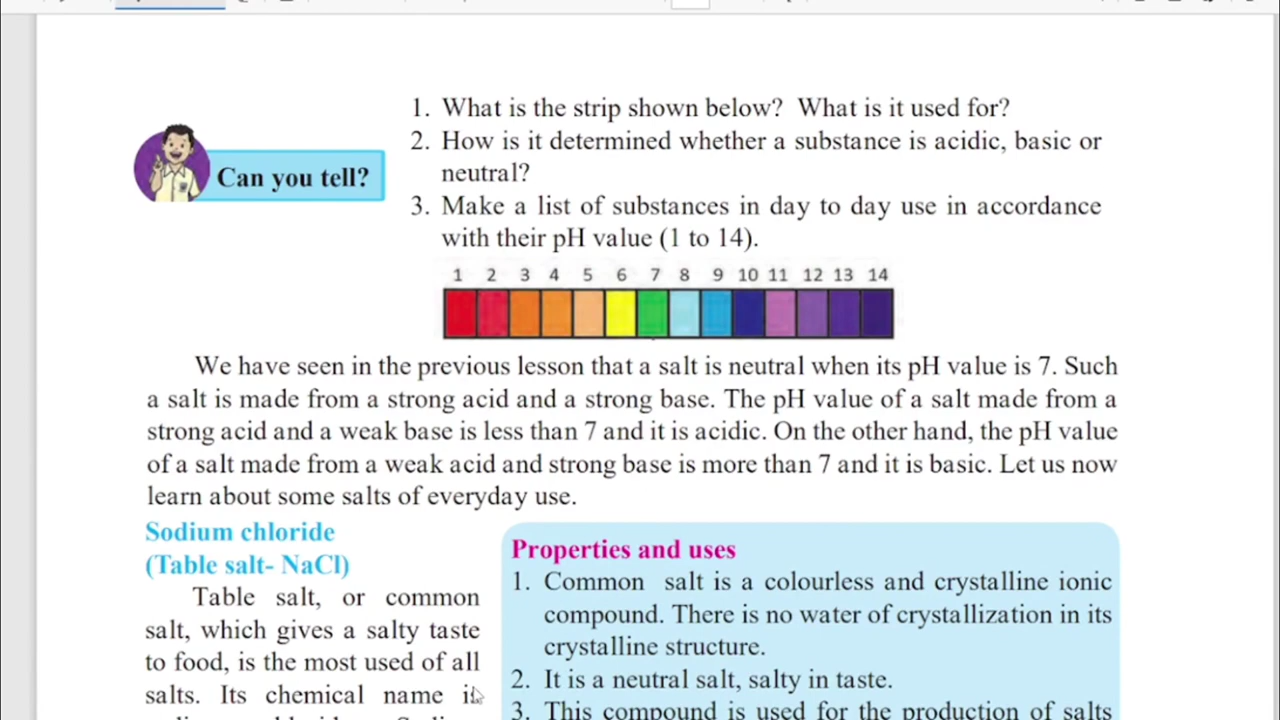 1. What is the strip shown below? What is it used for?
2. How is it determined whether a substance is acidic, basic or
neutral?
Can you tell?
3. Make a list of substances in day to day use in accordance
with their pH value (1 to 14).
1 2 3 4 5 6 7 8 9 10 11 12 13 14
We have seen in the previous lesson that a salt is neutral when its pH value is 7. Such
a salt is made from a strong acid and a strong base. The pH value of a salt made from a
strong acid and a weak base is less than 7 and it is acidic. On the other hand, the pH value
of a salt made from a weak acid and strong base is more than 7 and it is basic. Let us now
learn about some salts of everyday use.
Sodium chloride
(Table salt- NaCl)
Table salt, or common
salt, which gives a salty taste
to food, is the most used of all
salts. Its chemical name is
Properties and uses
1. Common salt is a colourless and crystalline ionic
compound. There is no water of crystallization in its
crystalline structure.
2. It is a neutral salt, salty in taste.
3. This compound is used for the production of salts